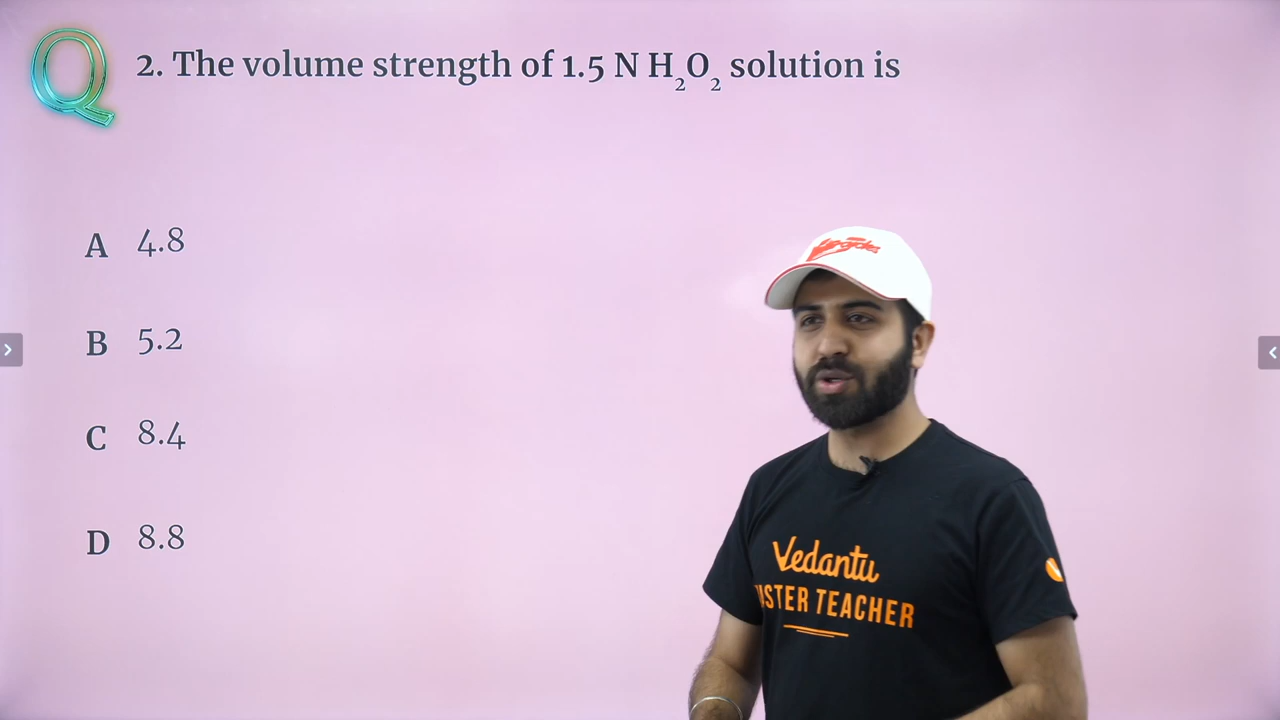 Q
2. The volume strength of 1.5 N H₂O₂ solution is
A 4.8
B 5.2
C 8.4
D 8.8
Vedantu
TEACHER